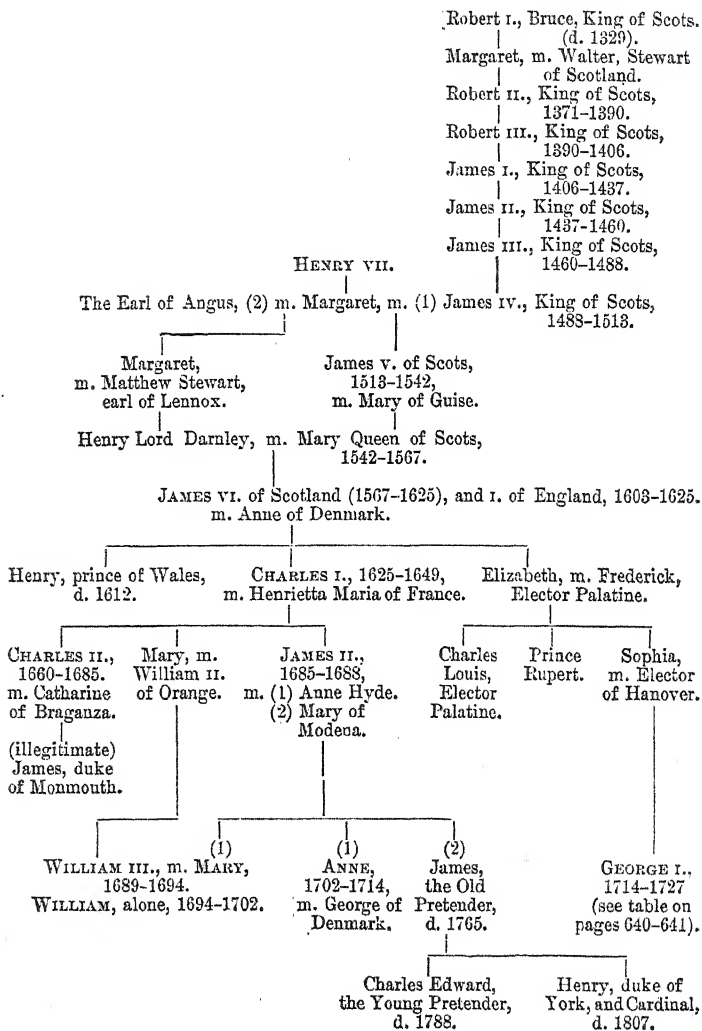 Robert I., Bruce, King of Scots.
(d. 1329).
Margaret, m. Walter, Stewart
of Scotland.
Robert II., King of Scots,
1371-1390.
Robert III., King of Scots,
1390-1406.
James I., King of Scots,
1406-1437.
James II., King of Scots,
1437-1460.
James III., King of Scots,
1460-1488.
HENRY VII.
The Earl of Angus, (2) m. Margaret, m. (1) James IV., King of Scots,
1488-1513.
Margaret,
m. Matthew Stewart,
earl of Lennox.
James V. of Scots,
1513-1542,
m. Mary of Guise.
Henry Lord Darnley, m. Mary Queen of Scots,
1542-1567.
JAMES VI. of Scotland (1567-1625), and I. of England, 1603-1625.
m. Anne of Denmark.
Henry, prince of Wales,
d. 1612.
CHARLES I., 1625-1649,
m. Henrietta Maria of France.
Elizabeth, m. Frederick,
Elector Palatine.
CHARLES II.,
1660-1685.
m. Catharine
of Braganza.
(illegitimate)
James, duke
of Monmouth.
Mary, m.
William II.
of Orange.
JAMES II.,
1685-1688,
m. (1) Anne Hyde.
(2) Mary of
Modena.
Charles
Louis,
Elector
Palatine.
Prince
Rupert.
Sophia,
m. Elector
of Hanover.
(1)
WILLIAM III., m. MARY,
1689-1694.
WILLIAM, alone, 1694-1702.
(1)
ANNE,
1702-1714,
m. George of
Denmark.
(2)
James,
the Old
Pretender,
d. 1765.
GEORGE I.,
1714-1727
(see table on
pages 640-641).
Charles Edward,
the Young Pretender,
d. 1788.
Henry, duke of
York, and Cardinal,
d. 1807.